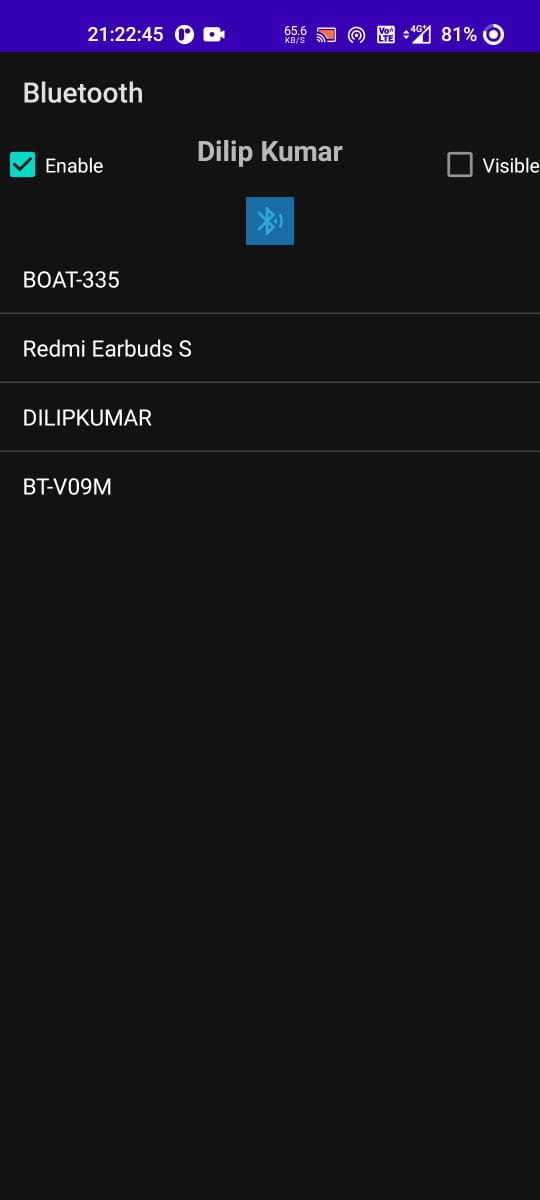 21:22:45 65.6 KB/S Vo LTE 4G+ 81%
Bluetooth
Enable Dilip Kumar Visible
BOAT-335
Redmi Earbuds S
DILIPKUMAR
BT-V09M